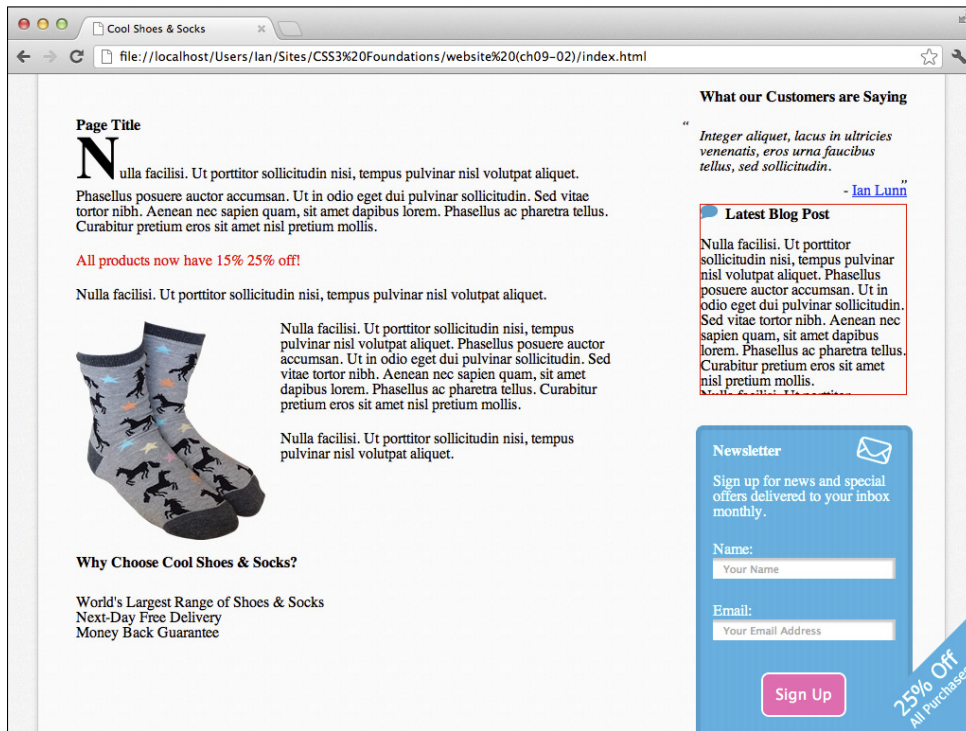 Cool Shoes & Socks
file://localhost/Users/Ian/Sites/CSS3%20Foundations/website%20(ch09-02)/index.html
Page Title
Nulla facilisi. Ut porttitor sollicitudin nisi, tempus pulvinar nisl volutpat aliquet.
Phasellus posuere auctor accumsan. Ut in odio eget dui pulvinar sollicitudin. Sed vitae
tortor nibh. Aenean nec sapien quam, sit amet dapibus lorem. Phasellus ac pharetra tellus.
Curabitur pretium eros sit amet nisl pretium mollis.
All products now have 15% 25% off!
Nulla facilisi. Ut porttitor sollicitudin nisi, tempus pulvinar nisl volutpat aliquet.
Nulla facilisi. Ut porttitor sollicitudin nisi, tempus
pulvinar nisl volutpat aliquet. Phasellus posuere auctor
accumsan. Ut in odio eget dui pulvinar sollicitudin. Sed
vitae tortor nibh. Aenean nec sapien quam, sit amet
dapibus lorem. Phasellus ac pharetra tellus. Curabitur
pretium eros sit amet nisl pretium mollis.
Nulla facilisi. Ut porttitor sollicitudin nisi, tempus
pulvinar nisl volutpat aliquet.
Why Choose Cool Shoes & Socks?
World's Largest Range of Shoes & Socks
Next-Day Free Delivery
Money Back Guarantee
What our Customers are Saying
“ Integer aliquet, lacus in ultricies
venenatis, eros urna faucibus
tellus, sed sollicitudin.
”
- Ian Lunn
Latest Blog Post
Nulla facilisi. Ut porttitor
sollicitudin nisi, tempus pulvinar
nisl volutpat aliquet. Phasellus
posuere auctor accumsan. Ut in
odio eget dui pulvinar sollicitudin.
Sed vitae tortor nibh. Aenean nec
sapien quam, sit amet dapibus
lorem. Phasellus ac pharetra tellus.
Curabitur pretium eros sit amet
nisl pretium mollis.
Nulla facilisi. Ut porttitor
Newsletter
Sign up for news and special
offers delivered to your inbox
monthly.
Name:
Your Name
Email:
Your Email Address
Sign Up
25% Off
All Purchases